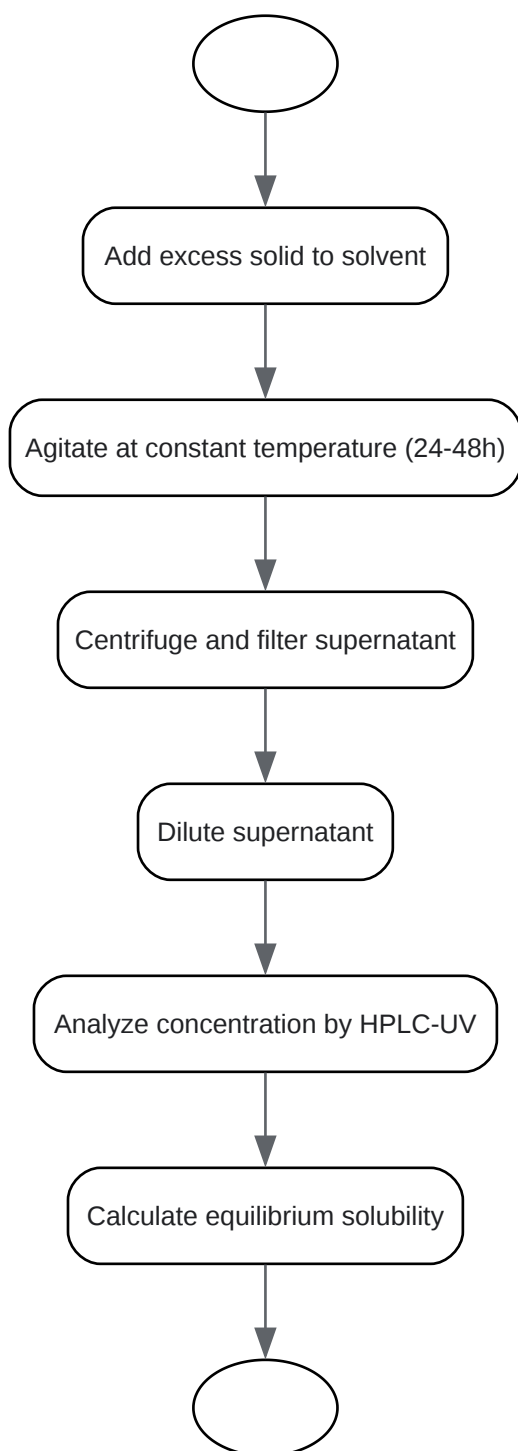 Add excess solid to solvent
Agitate at constant temperature (24-48h)
Centrifuge and filter supernatant
Dilute supernatant
Analyze concentration by HPLC-UV
Calculate equilibrium solubility